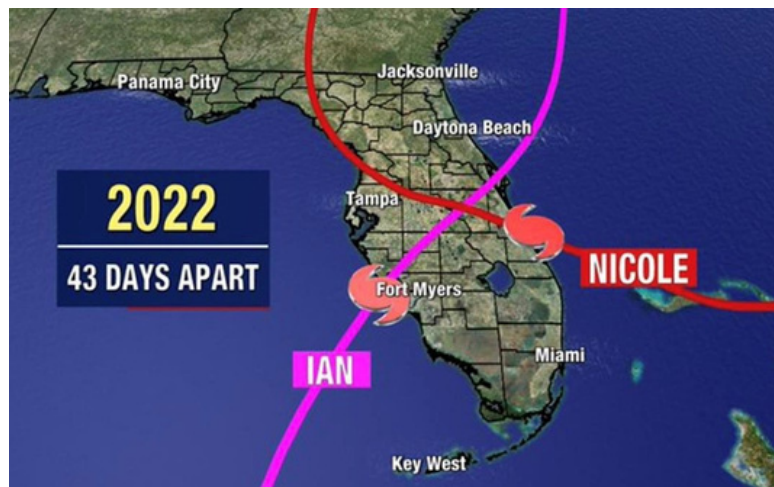 Panama City
Jacksonville
Daytona Beach
2022
43 DAYS APART
Tampa
NICOLE
Fort Myers
IAN
Miami
Key West